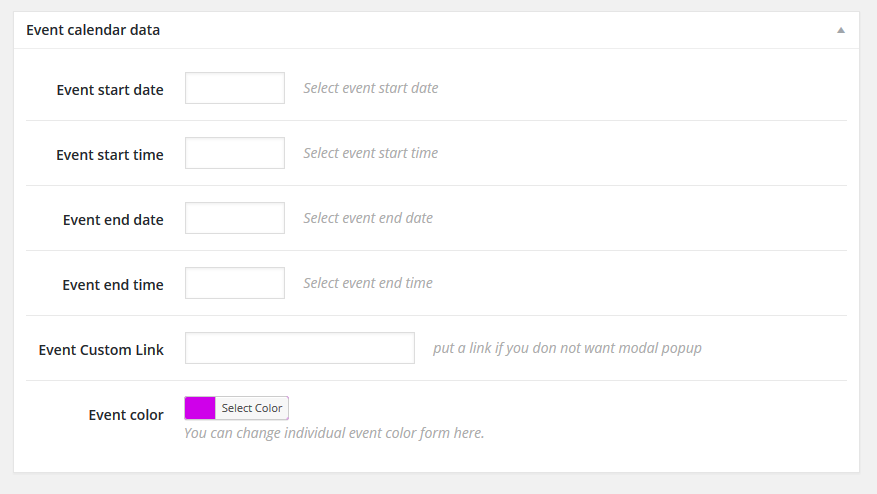 Event calendar data
Event start date Select event start date
Event start time Select event start time
Event end date Select event end date
Event end time Select event end time
Event Custom Link put a link if you don not want modal popup
Event color Select Color
You can change individual event color form here.